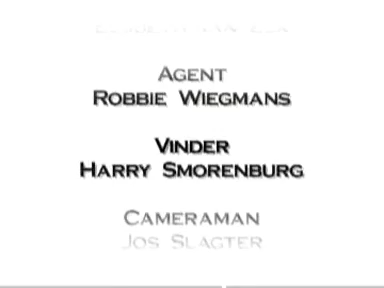 AGENT
ROBBIE WIEGMANS
VINDER
HARRY SMORENBURG
CAMERAMAN
JOS SLAGTER